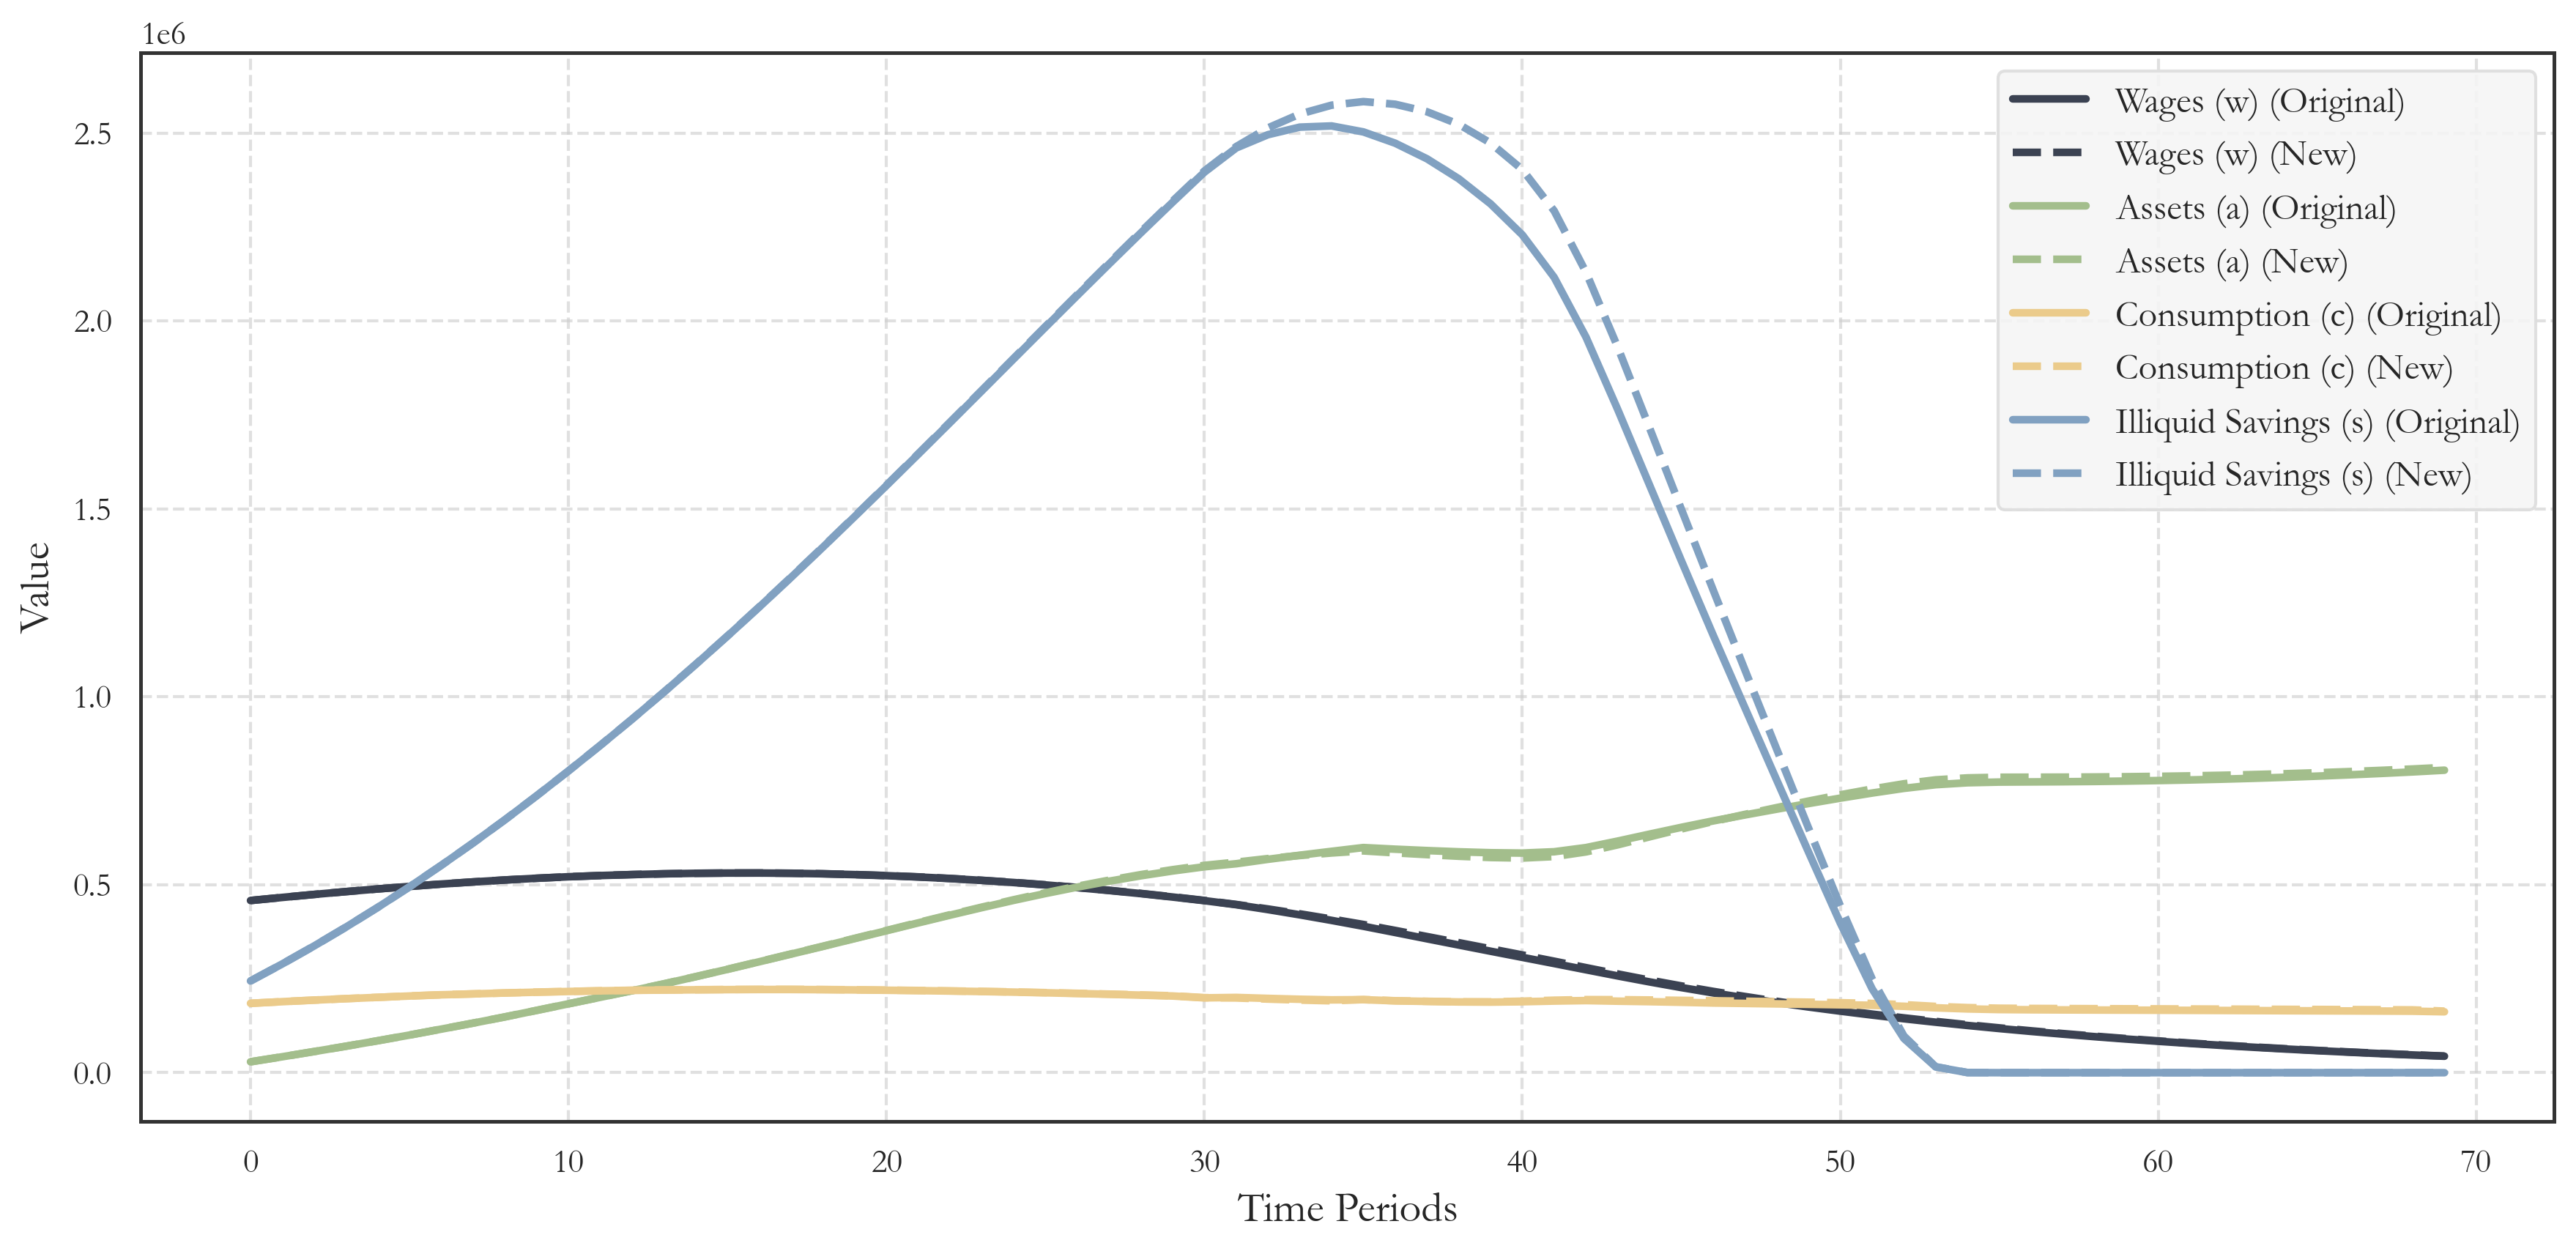 1e6
2.5
2.0
1.5
1.0
0.5
0.0
Value
0 10 20 30 40 50 60 70
Time Periods
Wages (w) (Original)
Wages (w) (New)
Assets (a) (Original)
Assets (a) (New)
Consumption (c) (Original)
Consumption (c) (New)
Illiquid Savings (s) (Original)
Illiquid Savings (s) (New)